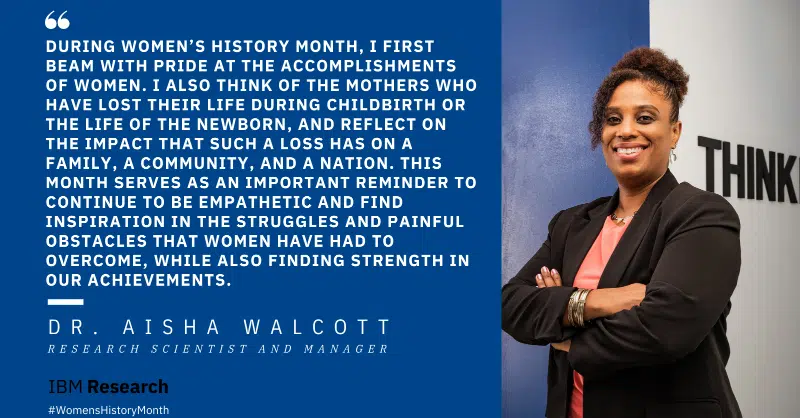 ❝
DURING WOMEN’S HISTORY MONTH, I FIRST
BEAM WITH PRIDE AT THE ACCOMPLISHMENTS
OF WOMEN. I ALSO THINK OF THE MOTHERS WHO
HAVE LOST THEIR LIFE DURING CHILDBIRTH OR
THE LIFE OF THE NEWBORN, AND REFLECT ON
THE IMPACT THAT SUCH A LOSS HAS ON A
FAMILY, A COMMUNITY, AND A NATION. THIS
MONTH SERVES AS AN IMPORTANT REMINDER TO
CONTINUE TO BE EMPATHETIC AND FIND
INSPIRATION IN THE STRUGGLES AND PAINFUL
OBSTACLES THAT WOMEN HAVE HAD TO
OVERCOME, WHILE ALSO FINDING STRENGTH IN
OUR ACHIEVEMENTS.
DR. AISHA WALCOTT
RESEARCH SCIENTIST AND MANAGER
IBM Research
#WomensHistoryMonth
THINK